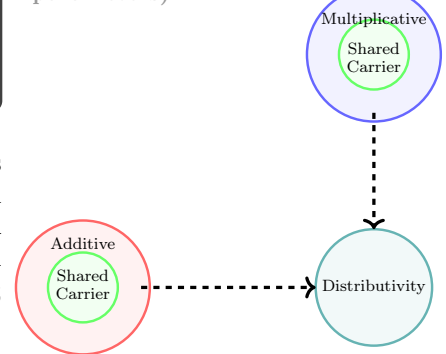 Multiplicative
Shared
Carrier
Additive
Shared
Carrier
Distributivity